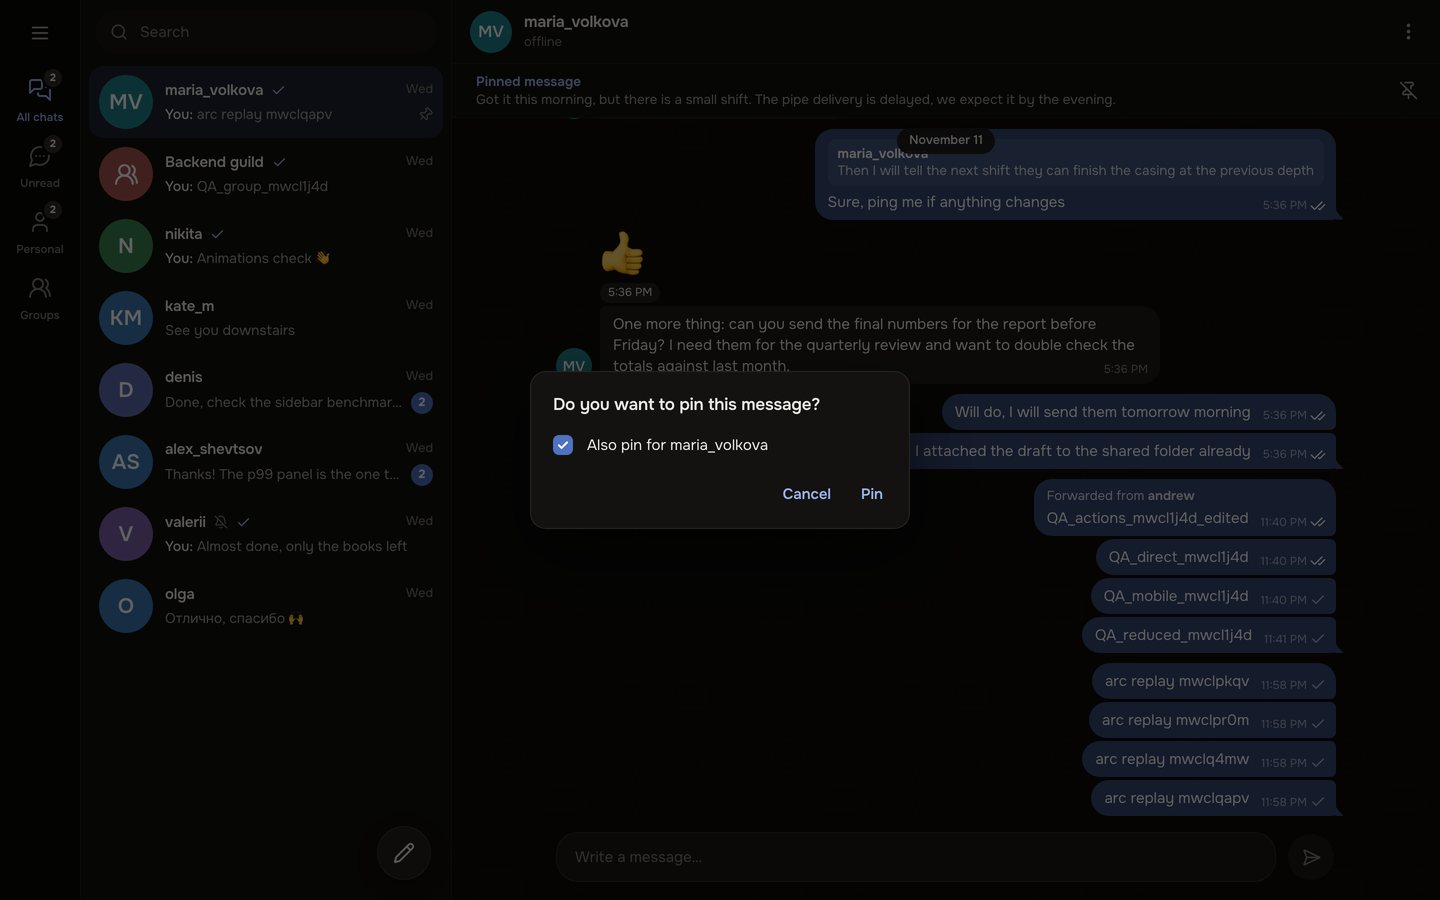 Search
2
All chats
2
Unread
2
Personal
Groups
MV
maria_volkova
Wed
You: arc replay mwclqapv
Backend guild
Wed
You: QA_group_mwcl1j4d
N
nikita
Wed
You: Animations check 👋
KM
kate_m
Wed
See you downstairs
D
denis
Wed
Done, check the sidebar benchmar...
2
AS
alex_shevtsov
Wed
Thanks! The p99 panel is the one t...
2
V
valerii
Wed
You: Almost done, only the books left
O
olga
Wed
Отлично, спасибо 🙌
MV
maria_volkova
offline
Pinned message
Got it this morning, but there is a small shift. The pipe delivery is delayed, we expect it by the evening.
November 11
maria_volkova
Then I will tell the next shift they can finish the casing at the previous depth
Sure, ping me if anything changes
5:36 PM
👍
5:36 PM
MV
One more thing: can you send the final numbers for the report before
Friday? I need them for the quarterly review and want to double check the
totals against last month.
5:36 PM
Will do, I will send them tomorrow morning
5:36 PM
I attached the draft to the shared folder already
5:36 PM
Forwarded from andrew
QA_actions_mwcl1j4d_edited
11:40 PM
QA_direct_mwcl1j4d
11:40 PM
QA_mobile_mwcl1j4d
11:40 PM
QA_reduced_mwcl1j4d
11:41 PM
arc replay mwclpkqv
11:58 PM
arc replay mwclpr0m
11:58 PM
arc replay mwclq4mw
11:58 PM
arc replay mwclqapv
11:58 PM
Write a message...
Do you want to pin this message?
Also pin for maria_volkova
Cancel
Pin